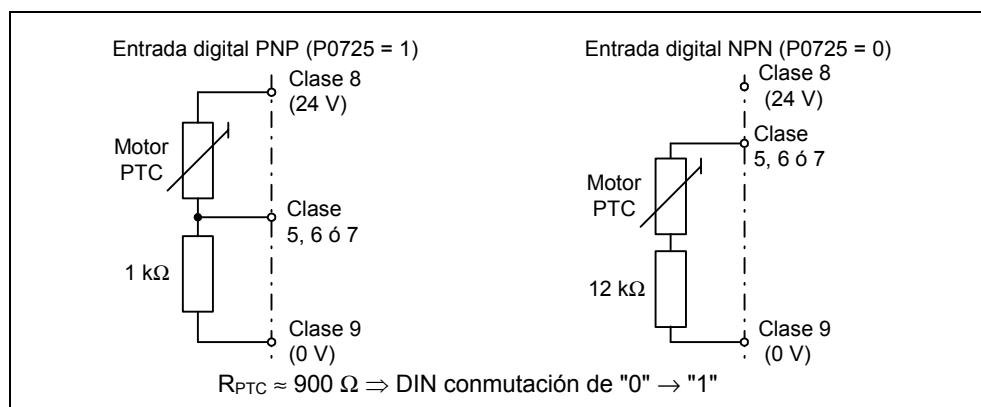 Entrada digital PNP (P0725 = 1)
Clase 8
(24 V)
Motor
PTC
Clase
5, 6 ó 7
1 kΩ
Clase 9
(0 V)
Entrada digital NPN (P0725 = 0)
Clase 8
(24 V)
Clase
5, 6 ó 7
Motor
PTC
12 kΩ
Clase 9
(0 V)
RPTC ≈ 900 Ω ⇒ DIN conmutación de "0" → "1"